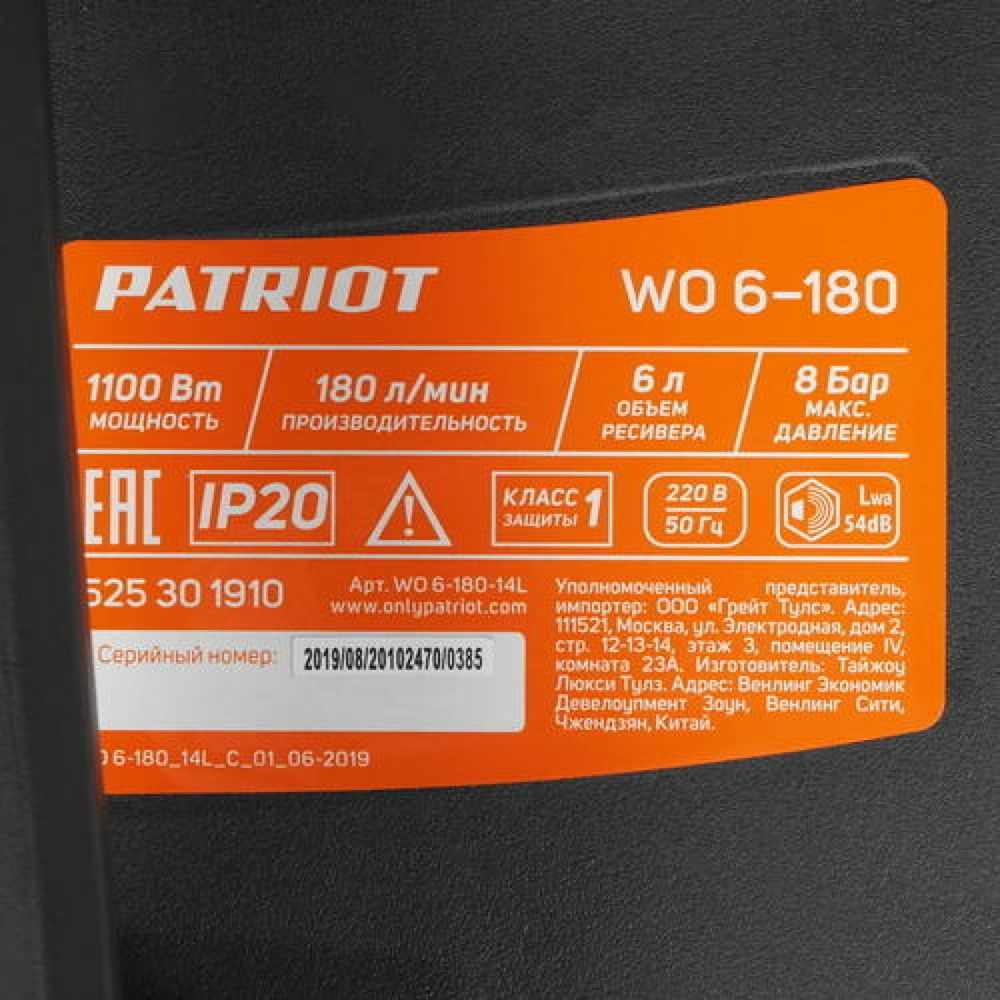 PATRIOT
WO 6-180
1100 Вт
МОЩНОСТЬ
180 л/мин
ПРОИЗВОДИТЕЛЬНОСТЬ
6 л
ОБЪЕМ
РЕСИВЕРА
8 Бар
МАКС.
ДАВЛЕНИЕ
EAC
IP20
КЛАСС
ЗАЩИТЫ 1
220 В
50 Гц
Lwa
54dB
525 30 1910
Арт. WO 6-180-14L
www.onlypatriot.com
Серийный номер: 2019/08/20102470/0385
6-180_14L_C_01_06-2019
Уполномоченный представитель,
импортер: ООО «Грейт Тулс». Адрес:
111521, Москва, ул. Электродная, дом 2,
стр. 12-13-14, этаж 3, помещение IV,
комната 23А. Изготовитель: Тайжоу
Люкси Тулз. Адрес: Венлинг Экономик
Девелоупмент Зоун, Венлинг Сити,
Чжендзян, Китай.